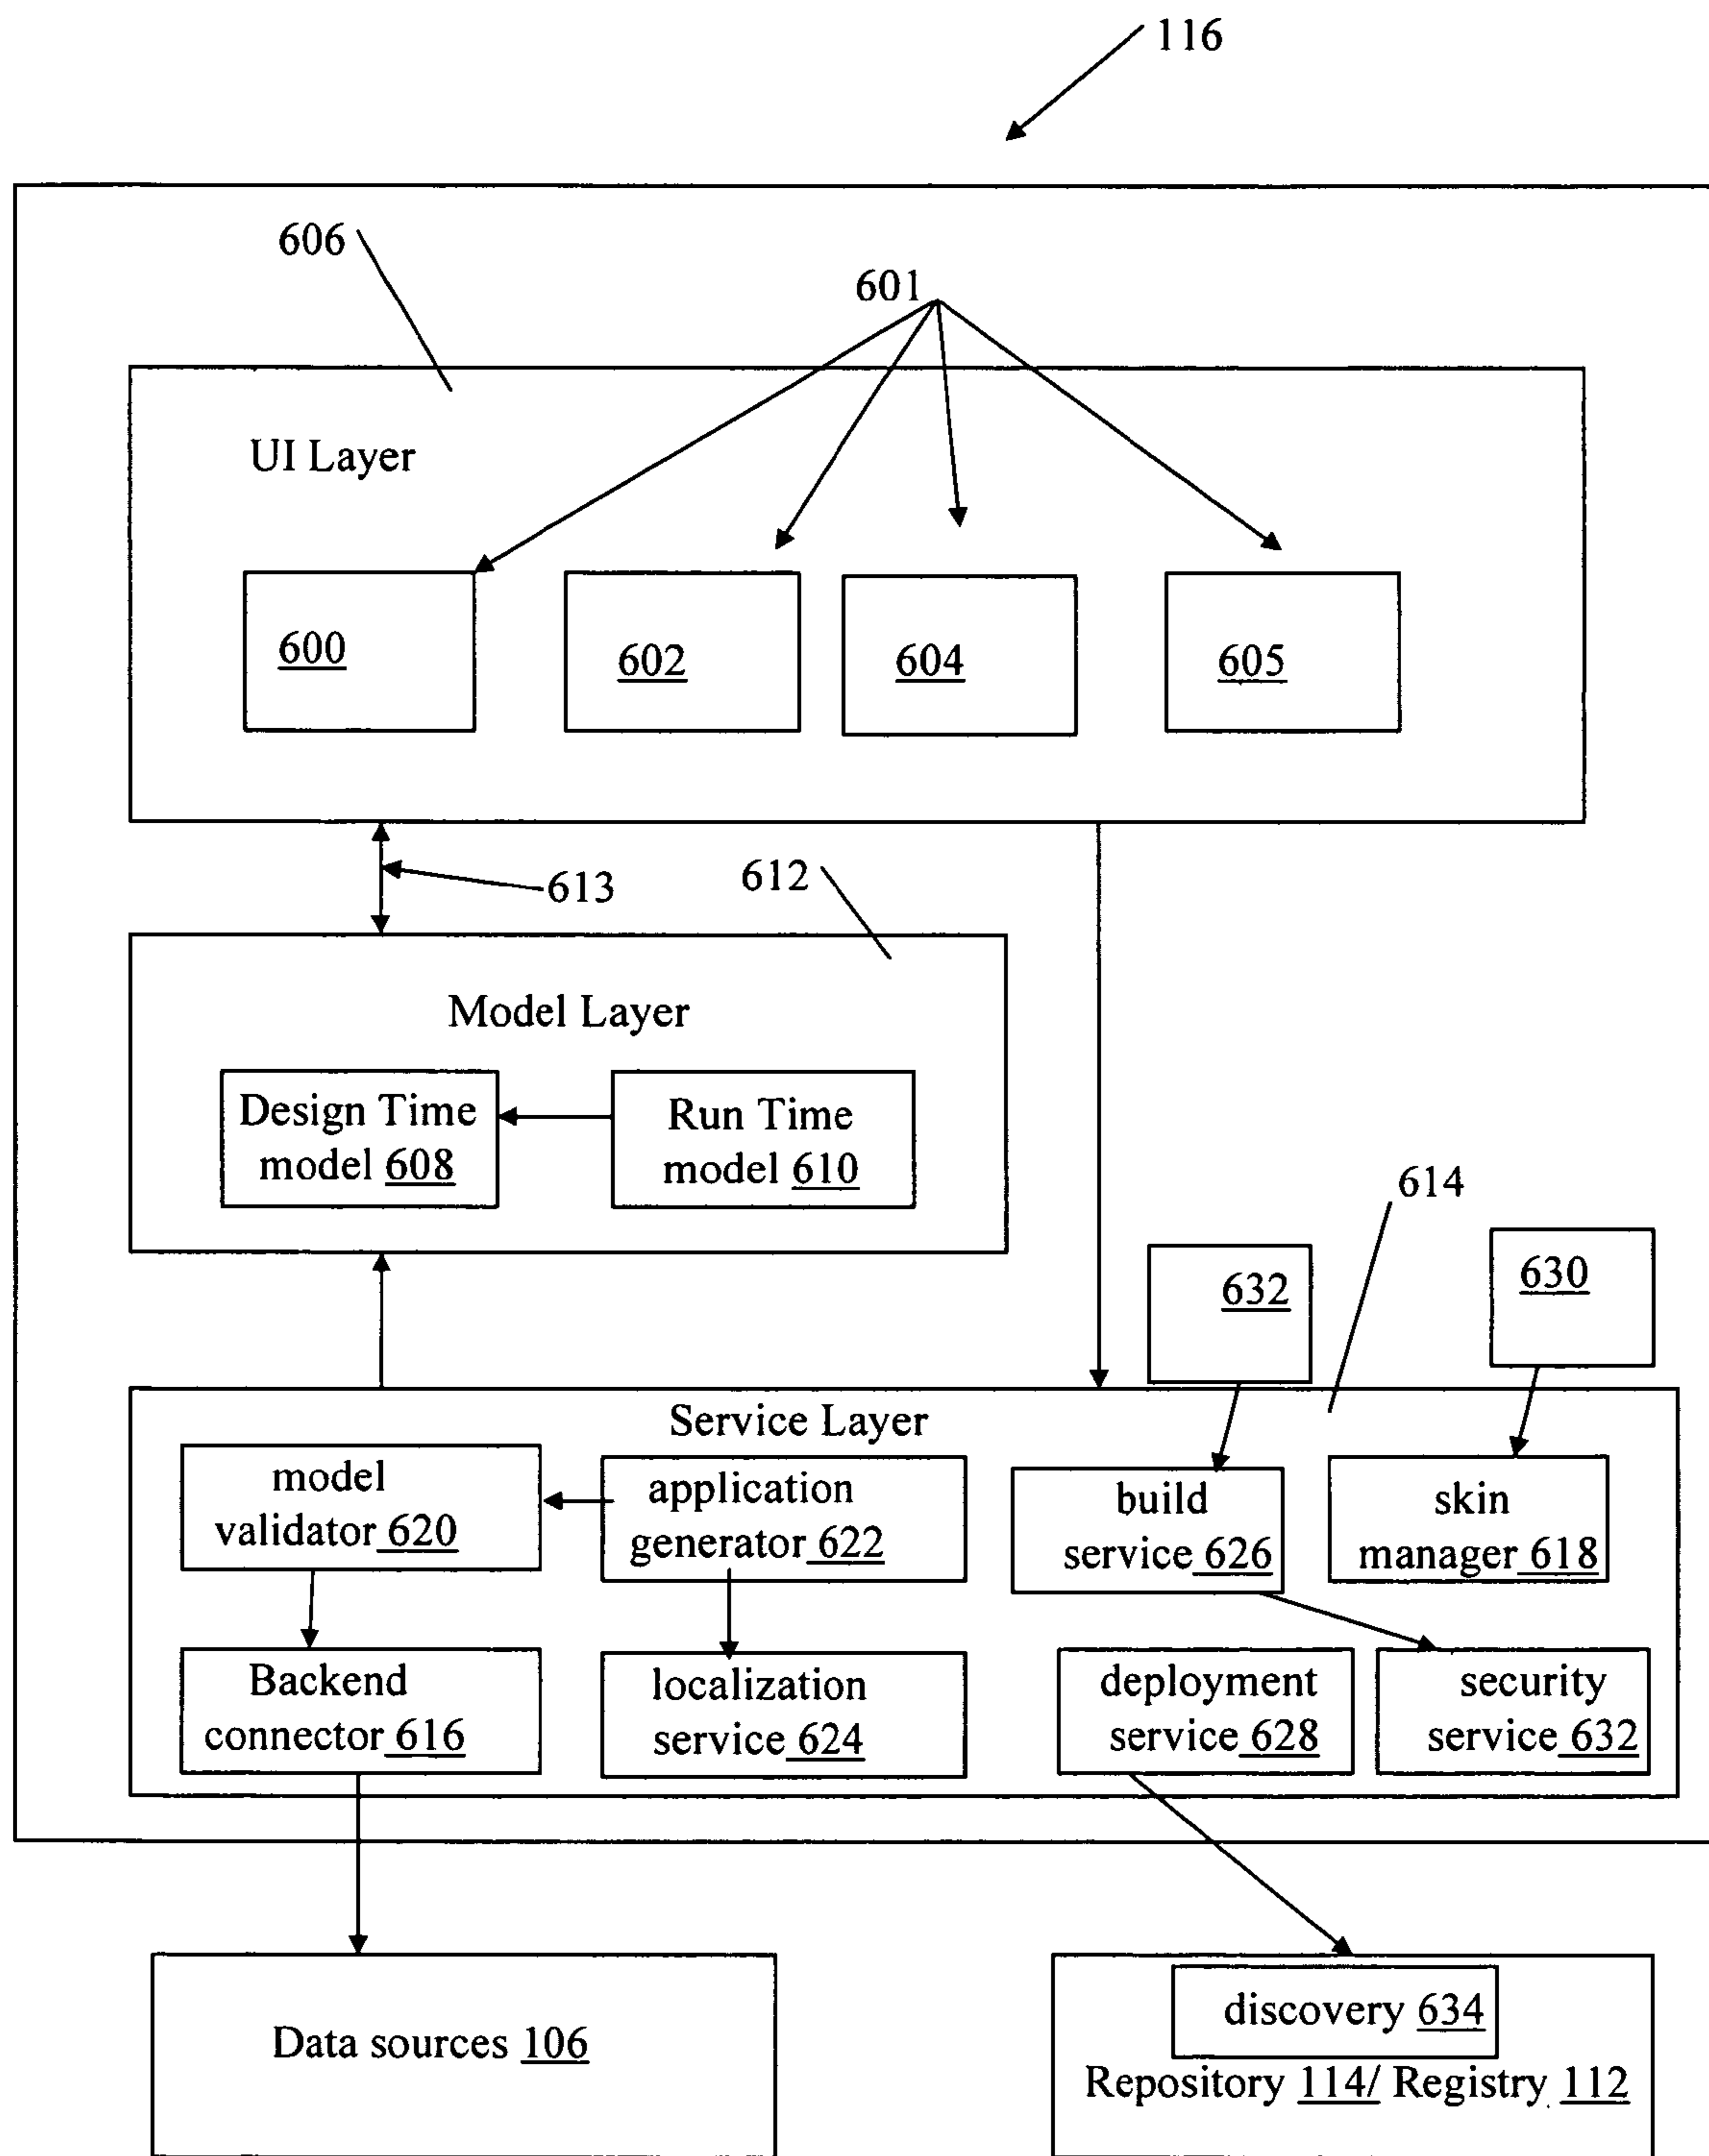 116
606
601
UI Layer
600
602
604
605
613
612
Model Layer
Design Time
model 608
Run Time
model 610
614
632
630
Service Layer
model
validator 620
application
generator 622
build
service 626
skin
manager 618
Backend
connector 616
localization
service 624
deployment
service 628
security
service 632
Data sources 106
discovery 634
Repository 114/ Registry 112